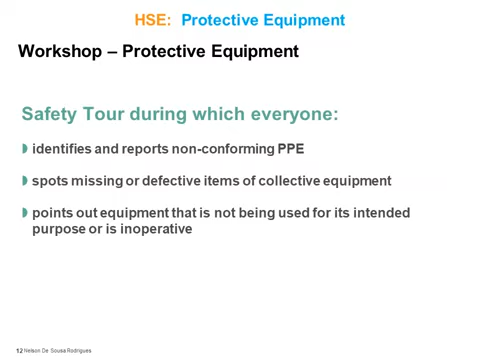 HSE: Protective Equipment
Workshop – Protective Equipment
Safety Tour during which everyone:
identifies and reports non-conforming PPE
spots missing or defective items of collective equipment
points out equipment that is not being used for its intended
purpose or is inoperative
12 Nelson De Sousa Rodrigues